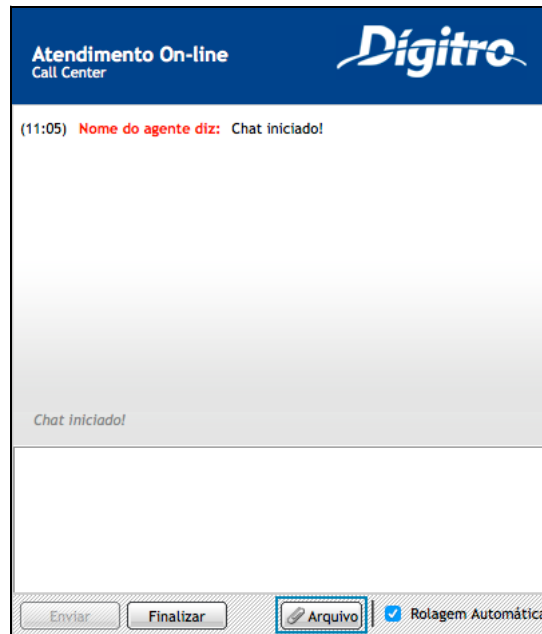 Atendimento On-line
Call Center
Dígitro
(11:05) Nome do agente diz: Chat iniciado!
Chat iniciado!
Enviar Finalizar Arquivo Rolagem Automática